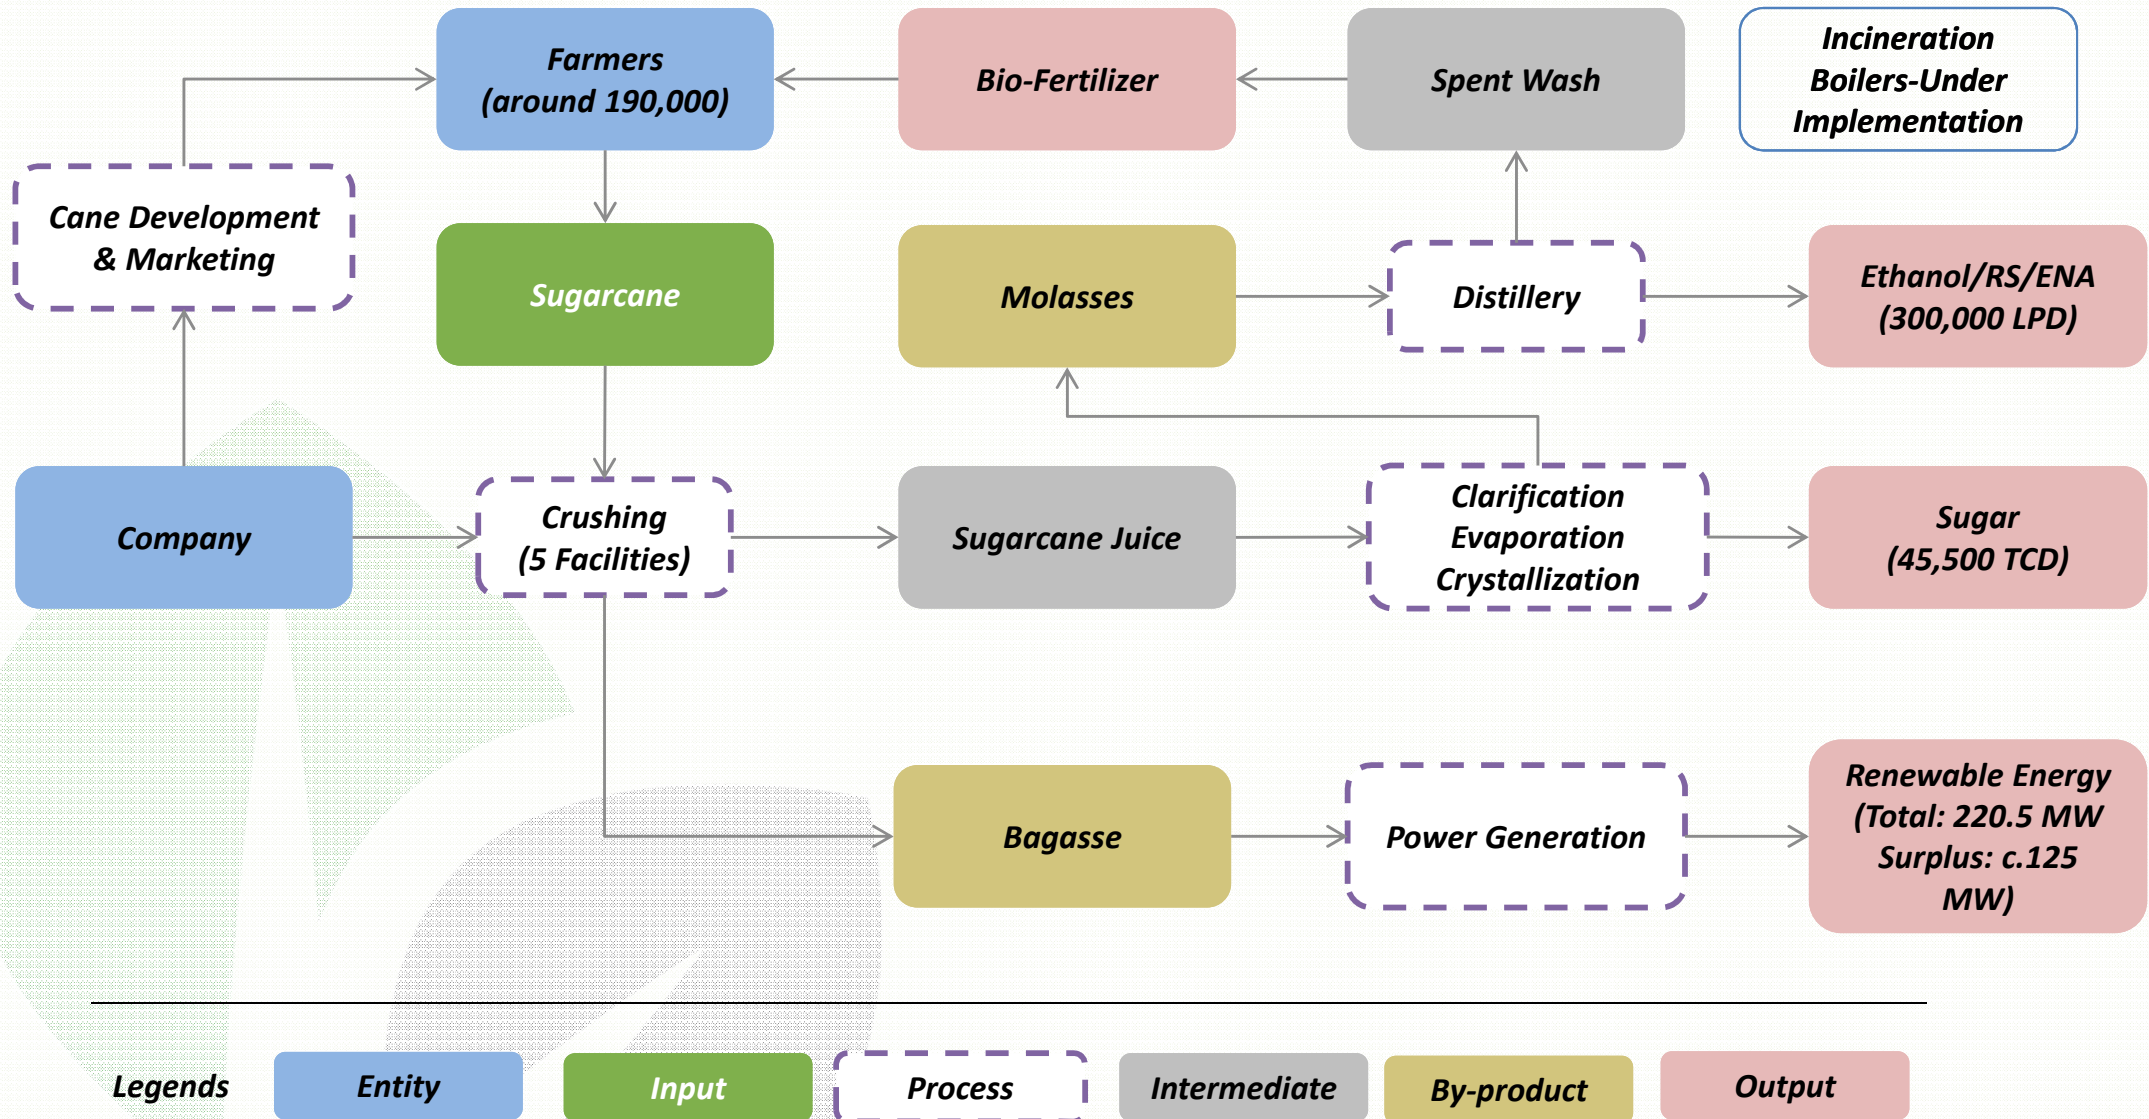 Farmers
(around 190,000)
Bio-Fertilizer
Spent Wash
Incineration
Boilers-Under
Implementation
Cane Development
& Marketing
Sugarcane
Molasses
Distillery
Ethanol/RS/ENA
(300,000 LPD)
Company
Crushing
(5 Facilities)
Sugarcane Juice
Clarification
Evaporation
Crystallization
Sugar
(45,500 TCD)
Bagasse
Power Generation
Renewable Energy
(Total: 220.5 MW
Surplus: c.125
MW)
Legends
Entity
Input
Process
Intermediate
By-product
Output